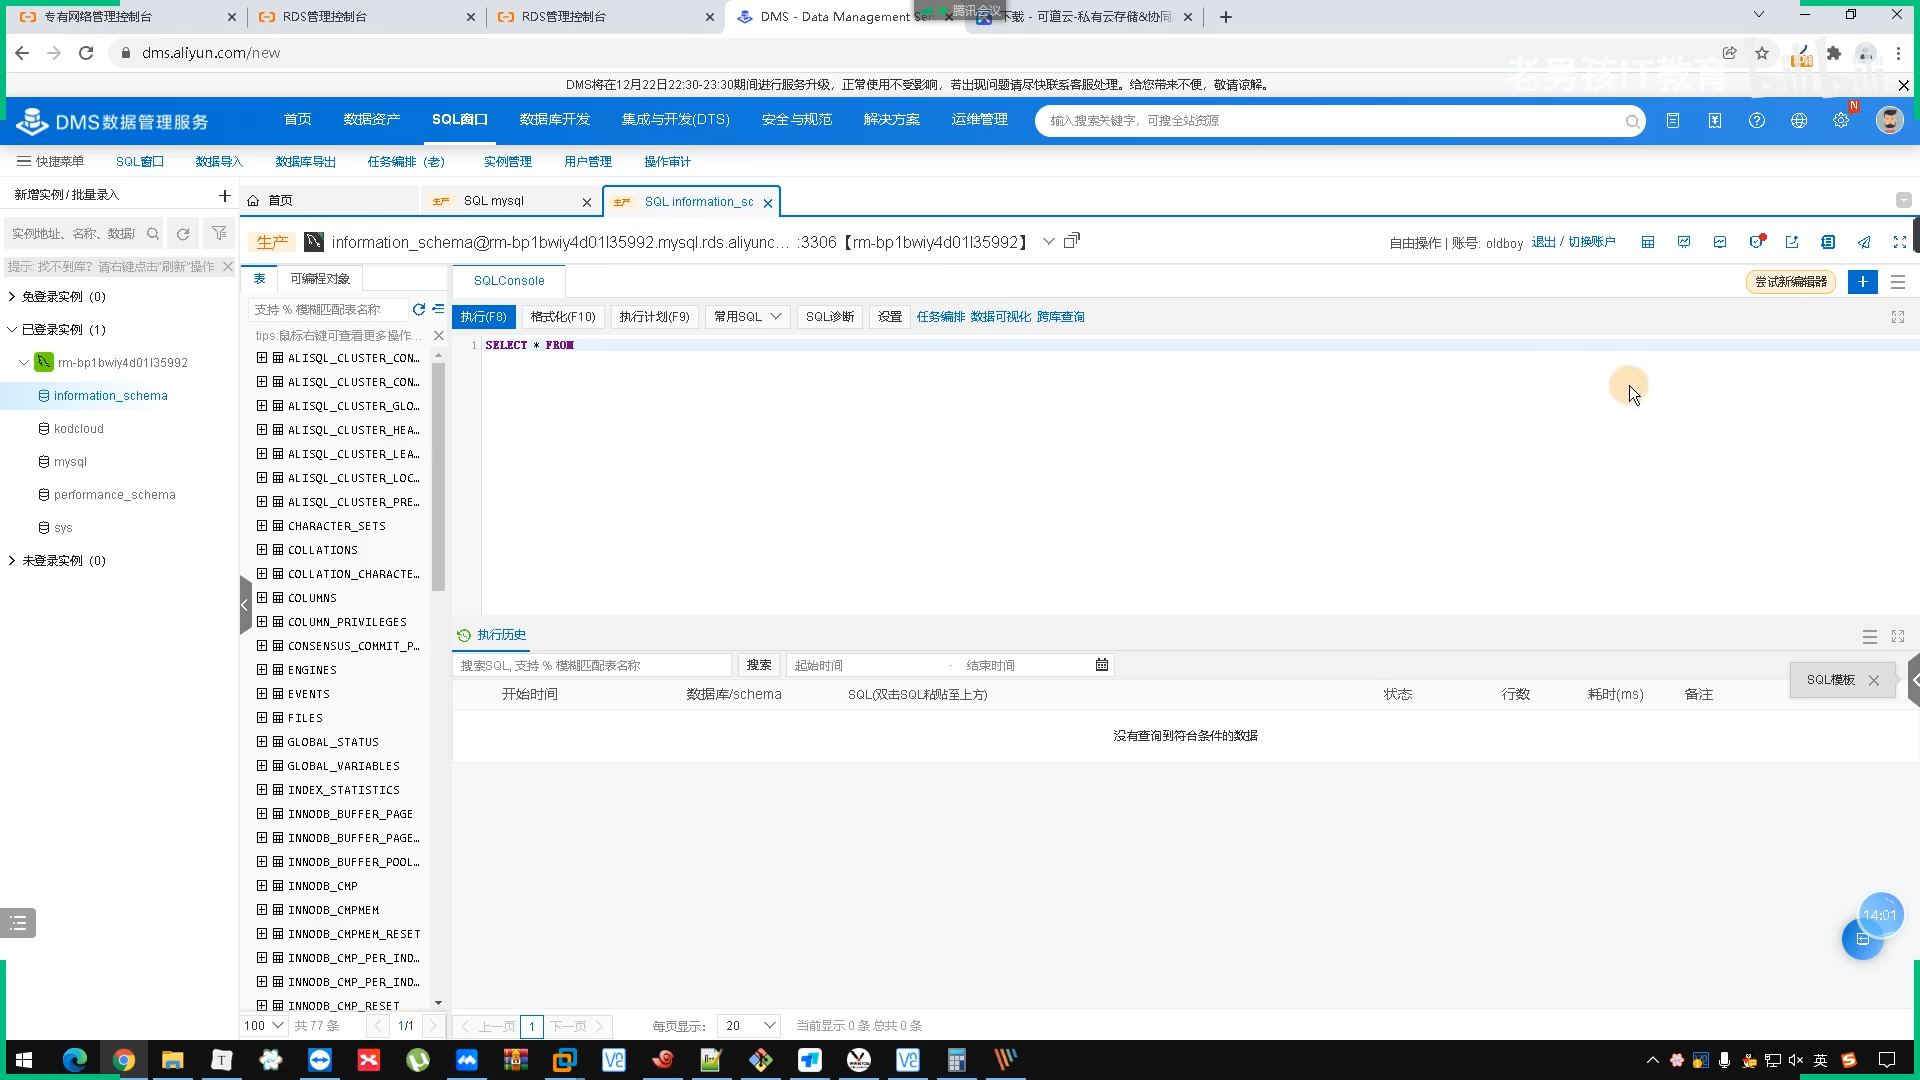 专有网络管理控制台
RDS管理控制台
RDS管理控制台
DMS - Data Management Ser
腾讯会议
下载 - 可道云-私有云存储&协同
dms.aliyun.com/new
老男孩IT教育
bilibili
DMS将在12月22日22:30-23:30期间进行服务升级，正常使用不受影响，若出现问题请尽快联系客服处理。给您带来不便，敬请谅解。
DMS数据管理服务
首页 数据资产 SQL窗口 数据库开发 集成与开发(DTS) 安全与规范 解决方案 运维管理
输入搜索关键字，可搜全站资源
N
快捷菜单 SQL窗口 数据导入 数据库导出 任务编排（老） 实例管理 用户管理 操作审计
新增实例 / 批量录入
首页
生产 SQL mysql
生产 SQL information_sc
实例地址、名称、数据库
提示: 找不到库？请右键点击“刷新”操作
生产 information_schema@rm-bp1bwiy4d01l35992.mysql.rds.aliyunc... :3306【rm-bp1bwiy4d01l35992】
自由操作 | 账号: oldboy 退出 / 切换账户
免登录实例（0）
已登录实例（1）
rm-bp1bwiy4d01l35992
information_schema
kodcloud
mysql
performance_schema
sys
未登录实例（0）
表 可编程对象
支持 % 模糊匹配表名称
tips:鼠标右键可查看更多操作...
ALISQL_CLUSTER_CON...
ALISQL_CLUSTER_CON...
ALISQL_CLUSTER_GLO...
ALISQL_CLUSTER_HEA...
ALISQL_CLUSTER_LEA...
ALISQL_CLUSTER_LOC...
ALISQL_CLUSTER_PRE...
CHARACTER_SETS
COLLATIONS
COLLATION_CHARACTE...
COLUMNS
COLUMN_PRIVILEGES
CONSENSUS_COMMIT_P...
ENGINES
EVENTS
FILES
GLOBAL_STATUS
GLOBAL_VARIABLES
INDEX_STATISTICS
INNODB_BUFFER_PAGE
INNODB_BUFFER_PAGE...
INNODB_BUFFER_POOL...
INNODB_CMP
INNODB_CMPMEM
INNODB_CMPMEM_RESET
INNODB_CMP_PER_IND...
INNODB_CMP_PER_IND...
INNODB_CMP_RESET
100 共 77 条 1/1
SQLConsole
尝试新编辑器
执行(F8) 格式化(F10) 执行计划(F9) 常用SQL SQL诊断 设置 任务编排 数据可视化 跨库查询
1 SELECT * FROM
执行历史
搜索SQL, 支持 % 模糊匹配表名称 搜索 起始时间 - 结束时间
SQL模板
开始时间 数据库/schema SQL(双击SQL粘贴至上方) 状态 行数 耗时(ms) 备注
没有查询到符合条件的数据
14:01
上一页 1 下一页 每页显示: 20 当前显示 0 条 总共 0 条
英